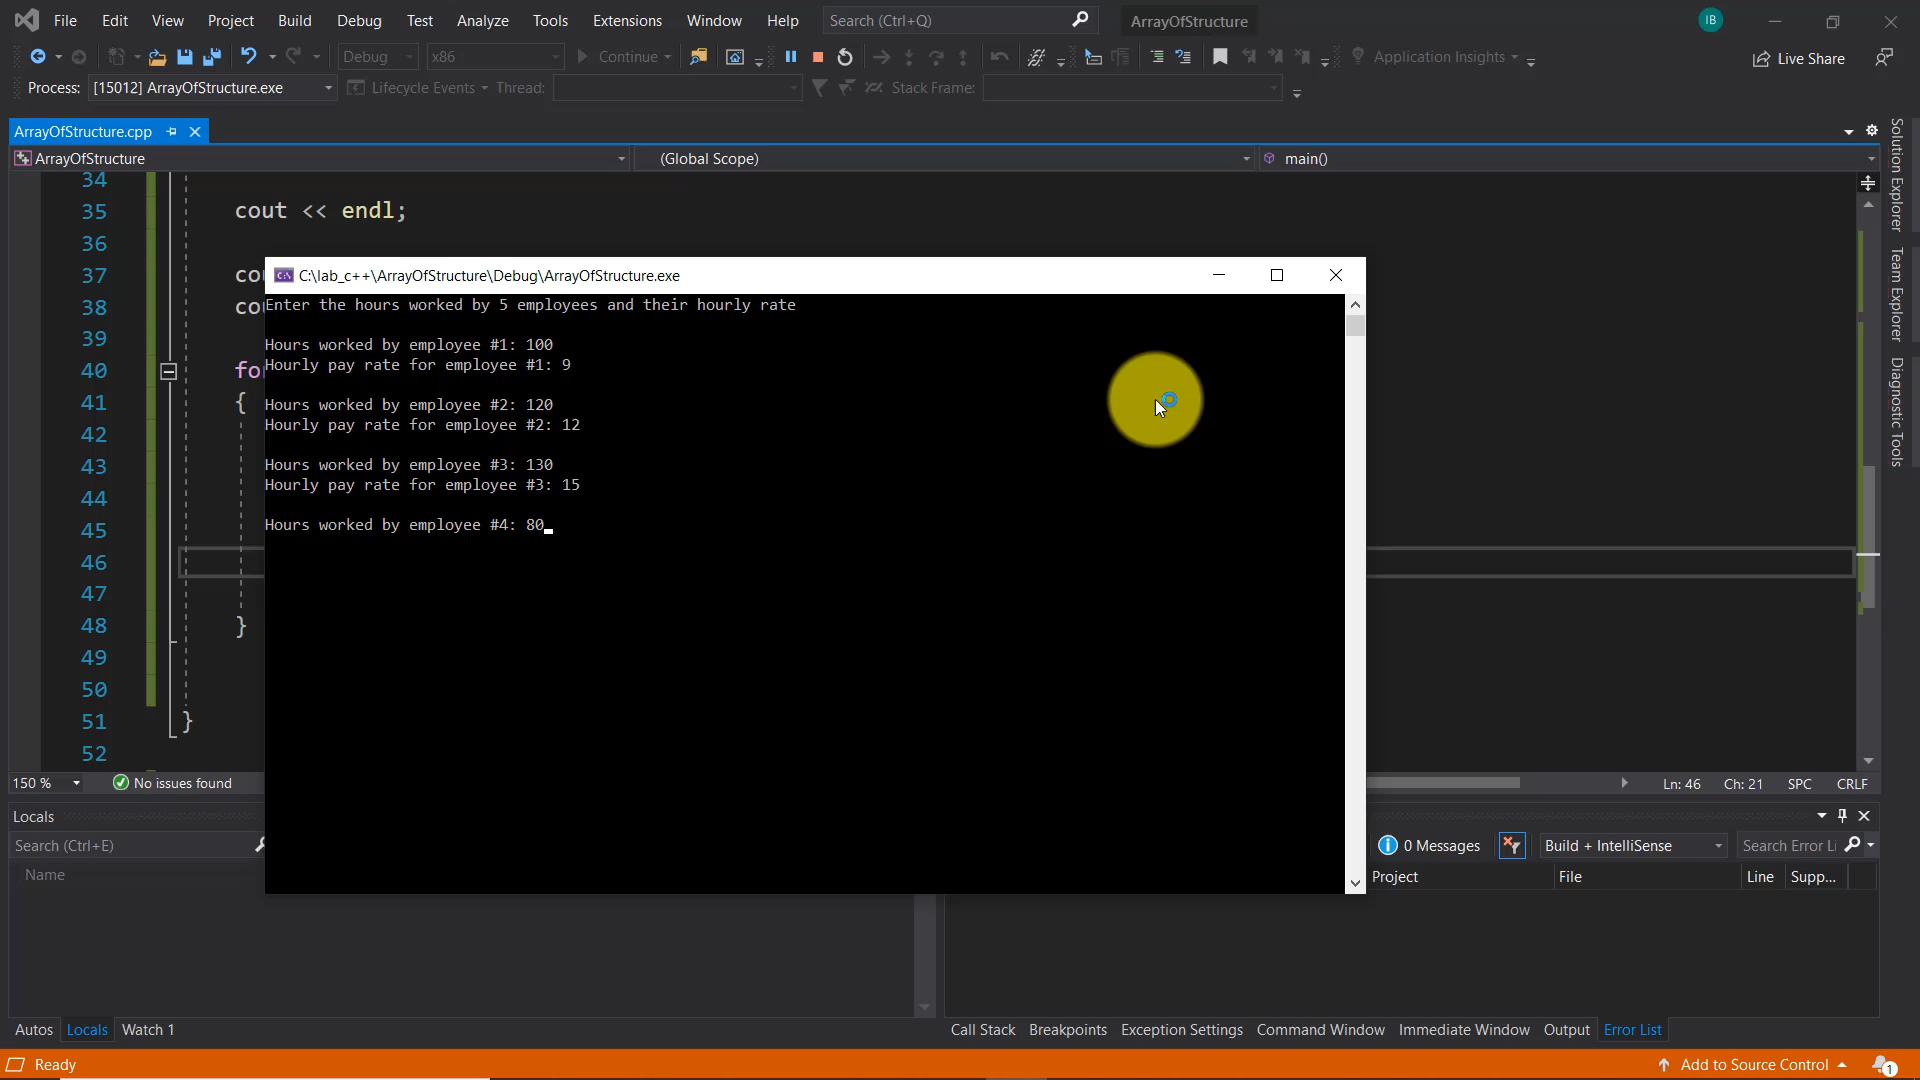 File Edit View Project Build Debug Test Analyze Tools Extensions Window Help Search (Ctrl+Q) ArrayOfStructure IB
Debug x86 Continue Application Insights Live Share
Process: [15012] ArrayOfStructure.exe Lifecycle Events Thread: Stack Frame:
ArrayOfStructure.cpp
ArrayOfStructure (Global Scope) main()
34
35 cout << endl;
36
37 co
38 co
39
40 fo
41 {
42
43
44
45
46
47
48 }
49
50
51 }
52
C:\lab_c++\ArrayOfStructure\Debug\ArrayOfStructure.exe
Enter the hours worked by 5 employees and their hourly rate
Hours worked by employee #1: 100
Hourly pay rate for employee #1: 9
Hours worked by employee #2: 120
Hourly pay rate for employee #2: 12
Hours worked by employee #3: 130
Hourly pay rate for employee #3: 15
Hours worked by employee #4: 80
Solution Explorer
Team Explorer
Diagnostic Tools
150 % No issues found Ln: 46 Ch: 21 SPC CRLF
Locals
Search (Ctrl+E) 0 Messages Build + IntelliSense Search Error Li
Name Project File Line Supp...
Autos Locals Watch 1 Call Stack Breakpoints Exception Settings Command Window Immediate Window Output Error List
Ready Add to Source Control 1